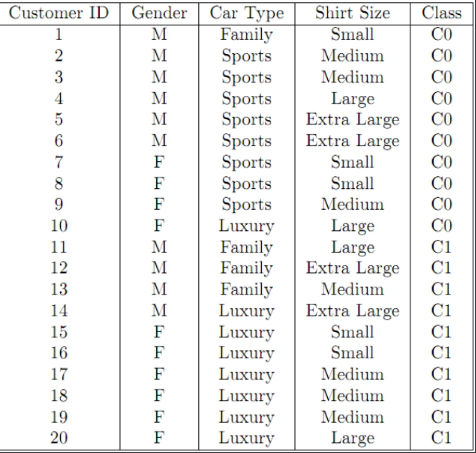 Customer ID Gender Car Type Shirt Size Class
1 M Family Small C0
2 M Sports Medium C0
3 M Sports Medium C0
4 M Sports Large C0
5 M Sports Extra Large C0
6 M Sports Extra Large C0
7 F Sports Small C0
8 F Sports Small C0
9 F Sports Medium C0
10 F Luxury Large C0
11 M Family Large C1
12 M Family Extra Large C1
13 M Family Medium C1
14 M Luxury Extra Large C1
15 F Luxury Small C1
16 F Luxury Small C1
17 F Luxury Medium C1
18 F Luxury Medium C1
19 F Luxury Medium C1
20 F Luxury Large C1